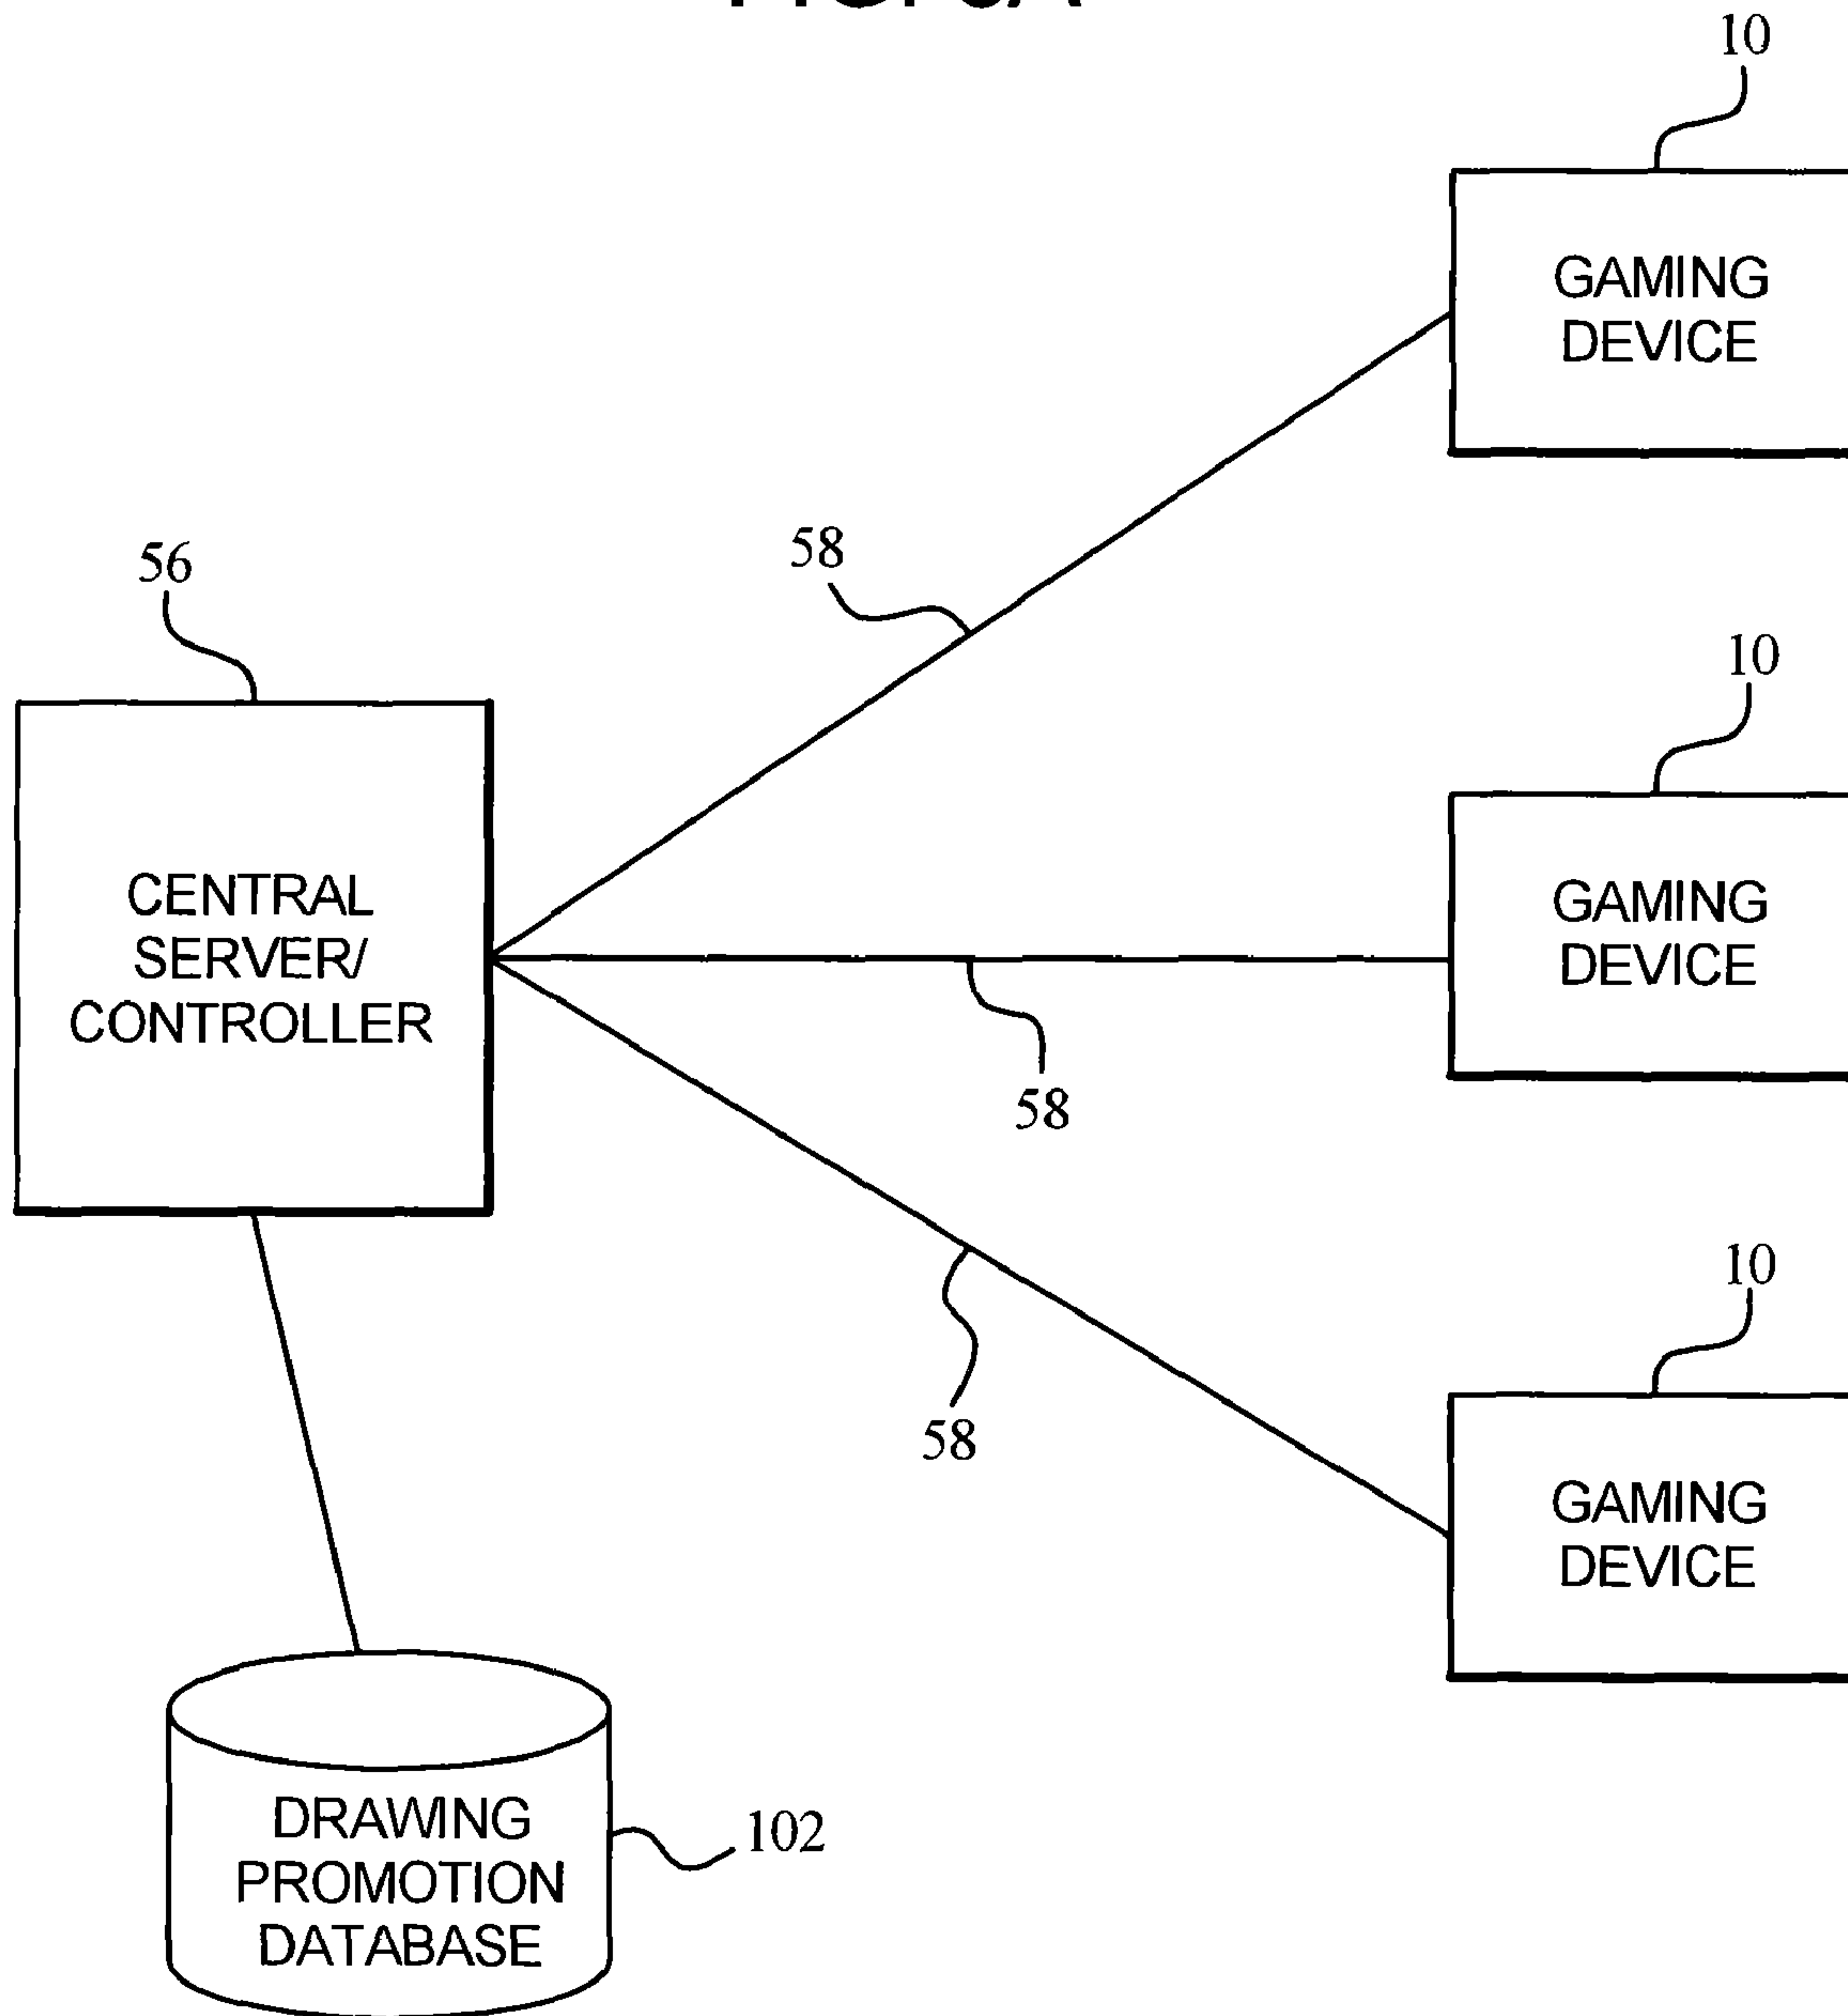 10
GAMING
DEVICE
58
56
10
CENTRAL
SERVER/
CONTROLLER
GAMING
DEVICE
58
10
58
GAMING
DEVICE
DRAWING
PROMOTION
DATABASE
102